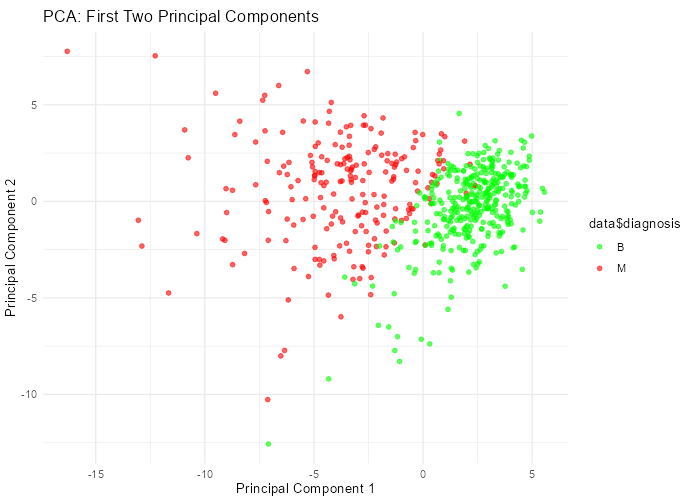 PCA: First Two Principal Components
Principal Component 2
5
0
-5
-10
-15
-10
-5
0
5
Principal Component 1
data$diagnosis
B
M